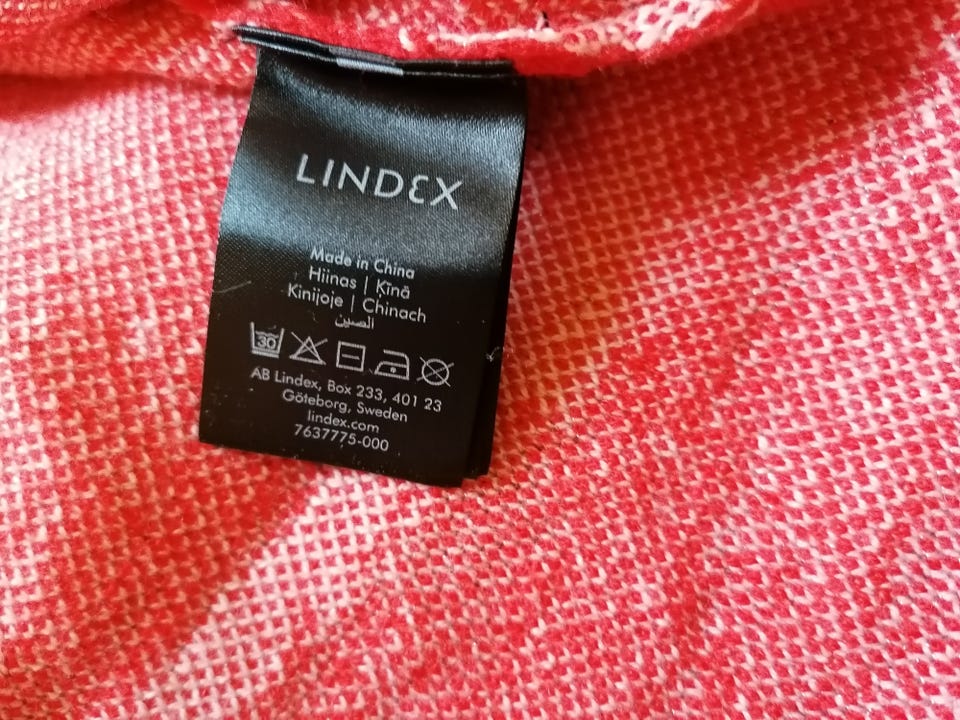 LINDEX
Made in China
Hiinas | Ķīnā
Kinijoje | Chinach
الصين
30
AB Lindex, Box 233, 401 23
Göteborg, Sweden
lindex.com
7637775-000